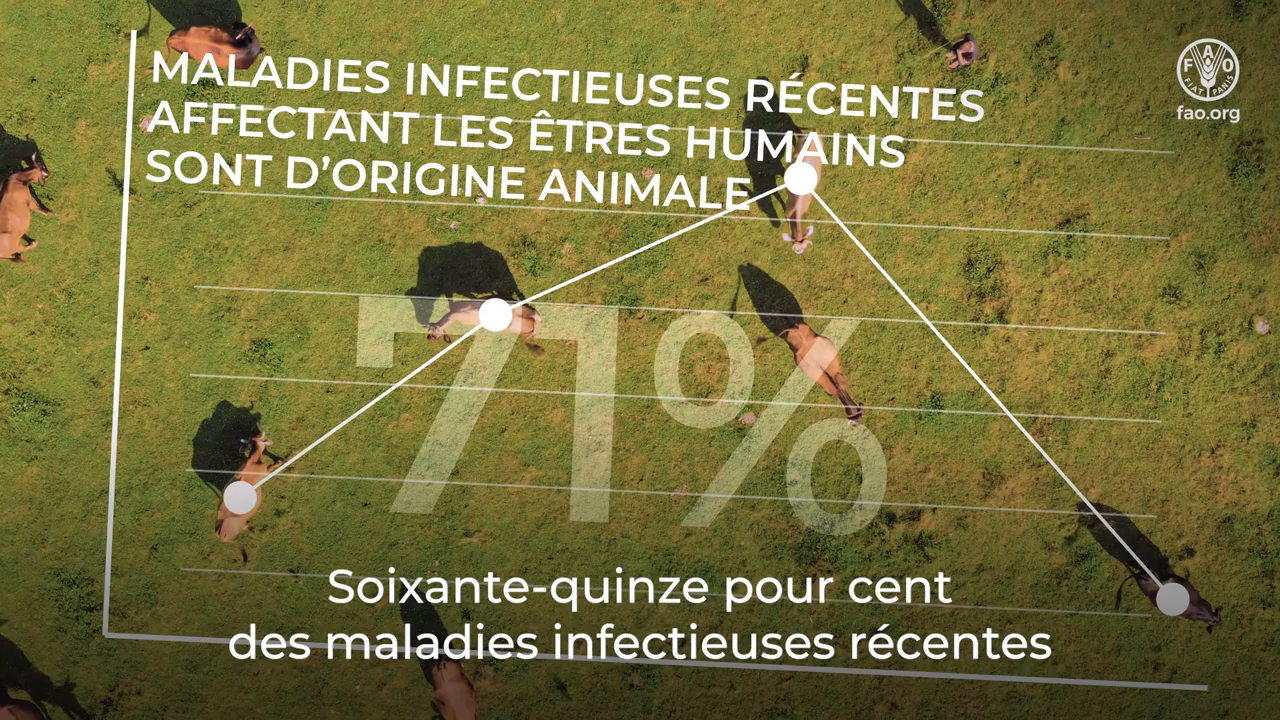 MALADIES INFECTIEUSES RÉCENTES
AFFECTANT LES ÊTRES HUMAINS
SONT D'ORIGINE ANIMALE
FAO
FIAT PANIS
fao.org
71%
Soixante-quinze pour cent
des maladies infectieuses récentes